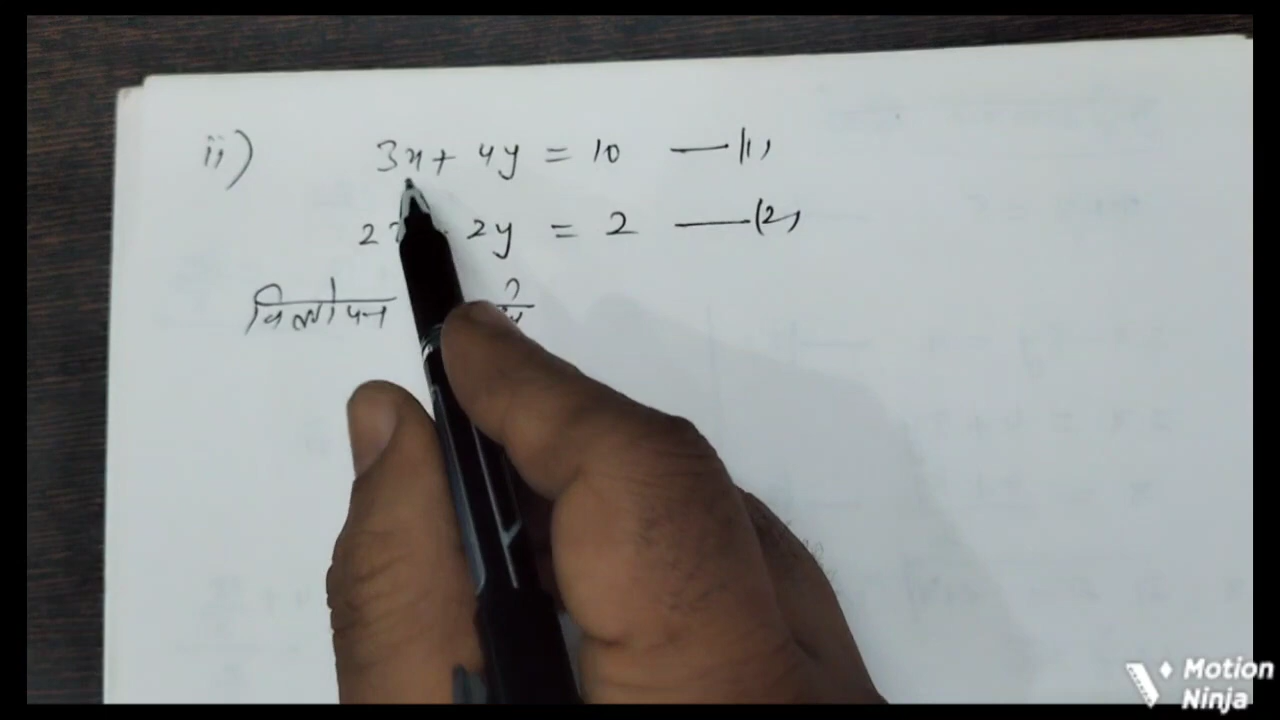 ii) 3x + 4y = 10 —(1)
2 2y = 2 —(2)
विलोपन
Motion
Ninja